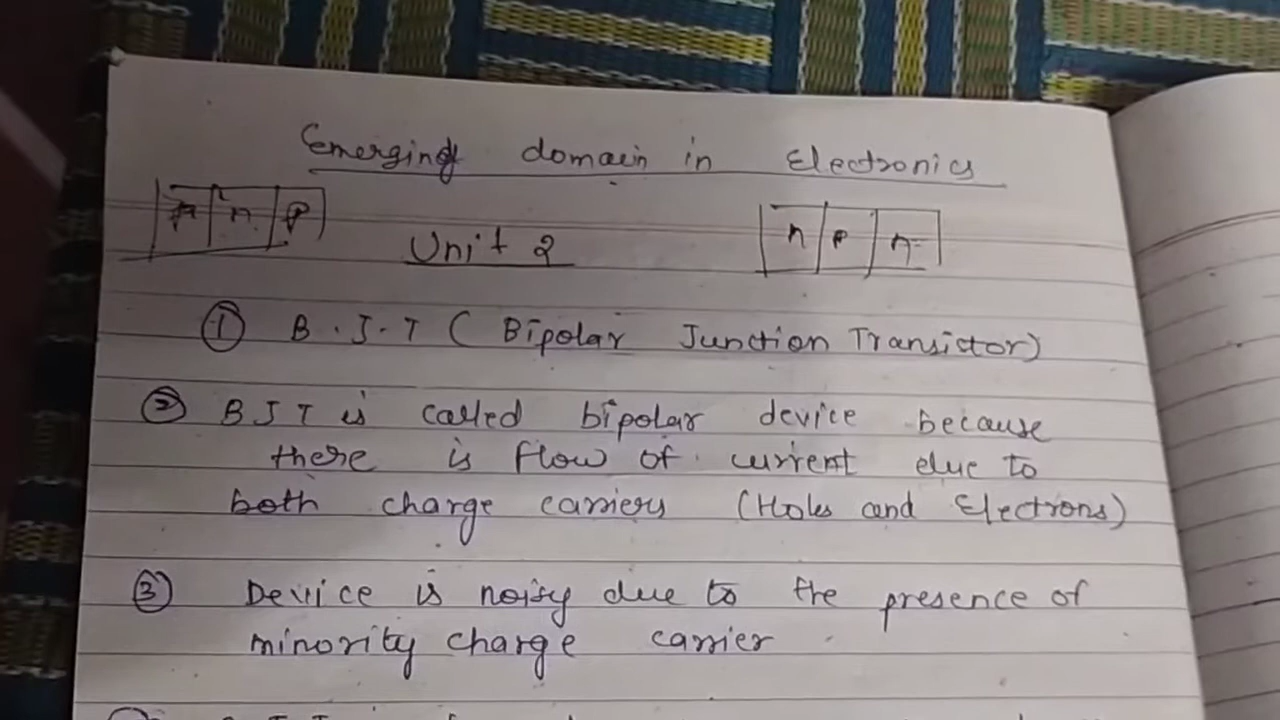 Emerging domain in Electronics
p n p
n p n
Unit 2
① B.J.T ( Bipolar Junction Transistor)
② BJT is called bipolar device because
there is flow of current due to
both charge carriers (Holes and Electrons)
③ Device is noisy due to the presence of
minority charge carrier